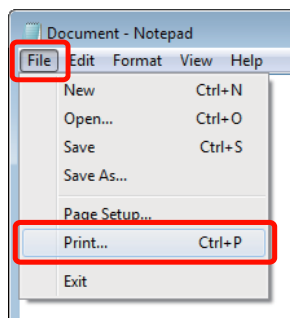 Document - Notepad
File Edit Format View Help
New Ctrl+N
Open... Ctrl+O
Save Ctrl+S
Save As...
Page Setup...
Print... Ctrl+P
Exit